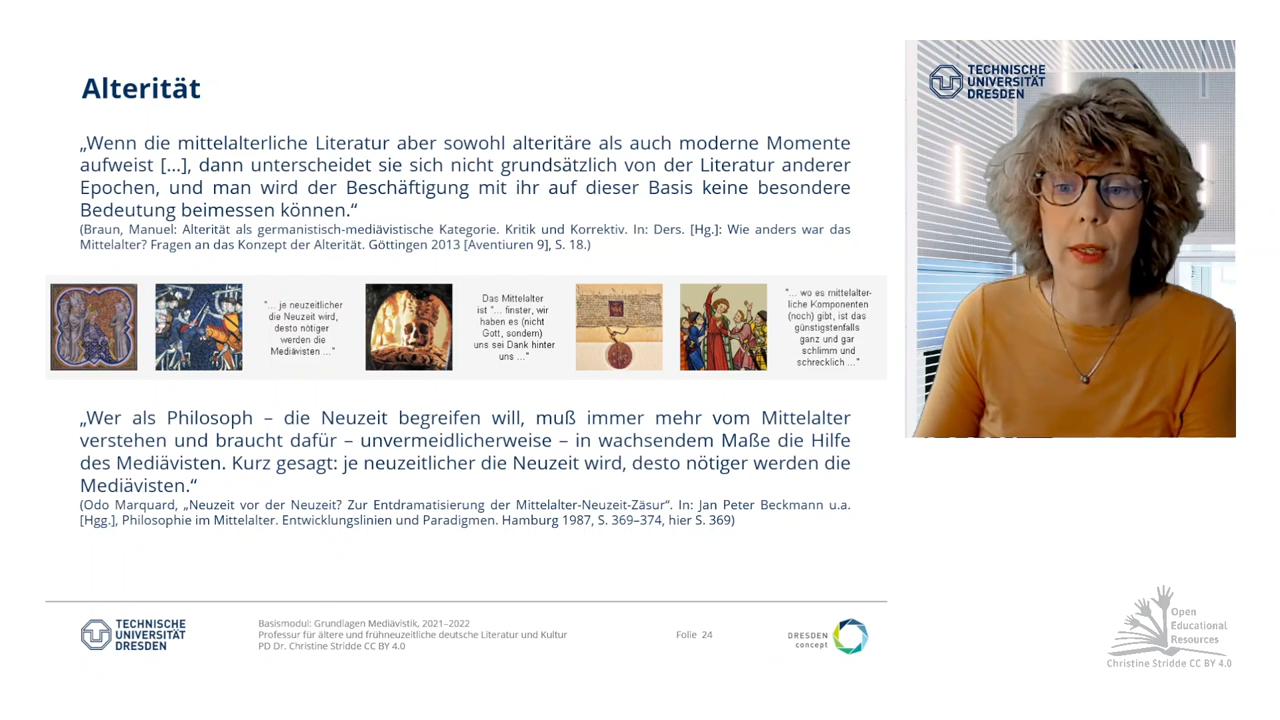 Alterität
„Wenn die mittelalterliche Literatur aber sowohl alteritäre als auch moderne Momente
aufweist [...], dann unterscheidet sie sich nicht grundsätzlich von der Literatur anderer
Epochen, und man wird der Beschäftigung mit ihr auf dieser Basis keine besondere
Bedeutung beimessen können.“
(Braun, Manuel: Alterität als germanistisch-mediävistische Kategorie. Kritik und Korrektiv. In: Ders. [Hg.]: Wie anders war das
Mittelalter? Fragen an das Konzept der Alterität. Göttingen 2013 [Aventiuren 9], S. 18.)
"... je neuzeitlicher
die Neuzeit wird,
desto nötiger
werden die
Mediävisten ..."
Das Mittelalter
ist "... finster, wir
haben es (nicht
Gott, sondern)
uns sei Dank hinter
uns ..."
"... wo es mittelalter-
liche Komponenten
(noch) gibt, ist das
günstigstenfalls
ganz und gar
schlimm und
schrecklich ..."
„Wer als Philosoph – die Neuzeit begreifen will, muß immer mehr vom Mittelalter
verstehen und braucht dafür – unvermeidlicherweise – in wachsendem Maße die Hilfe
des Mediävisten. Kurz gesagt: je neuzeitlicher die Neuzeit wird, desto nötiger werden die
Mediävisten.“
(Odo Marquard, „Neuzeit vor der Neuzeit? Zur Entdramatisierung der Mittelalter-Neuzeit-Zäsur“. In: Jan Peter Beckmann u.a.
[Hgg.], Philosophie im Mittelalter. Entwicklungslinien und Paradigmen. Hamburg 1987, S. 369–374, hier S. 369)
TECHNISCHE
UNIVERSITÄT
DRESDEN
Basismodul: Grundlagen Mediävistik, 2021–2022
Professur für ältere und frühneuzeitliche deutsche Literatur und Kultur
PD Dr. Christine Stridde CC BY 4.0
Folie 24
DRESDEN
concept
TECHNISCHE
UNIVERSITÄT
DRESDEN
Open
Educational
Resources
Christine Stridde CC BY 4.0